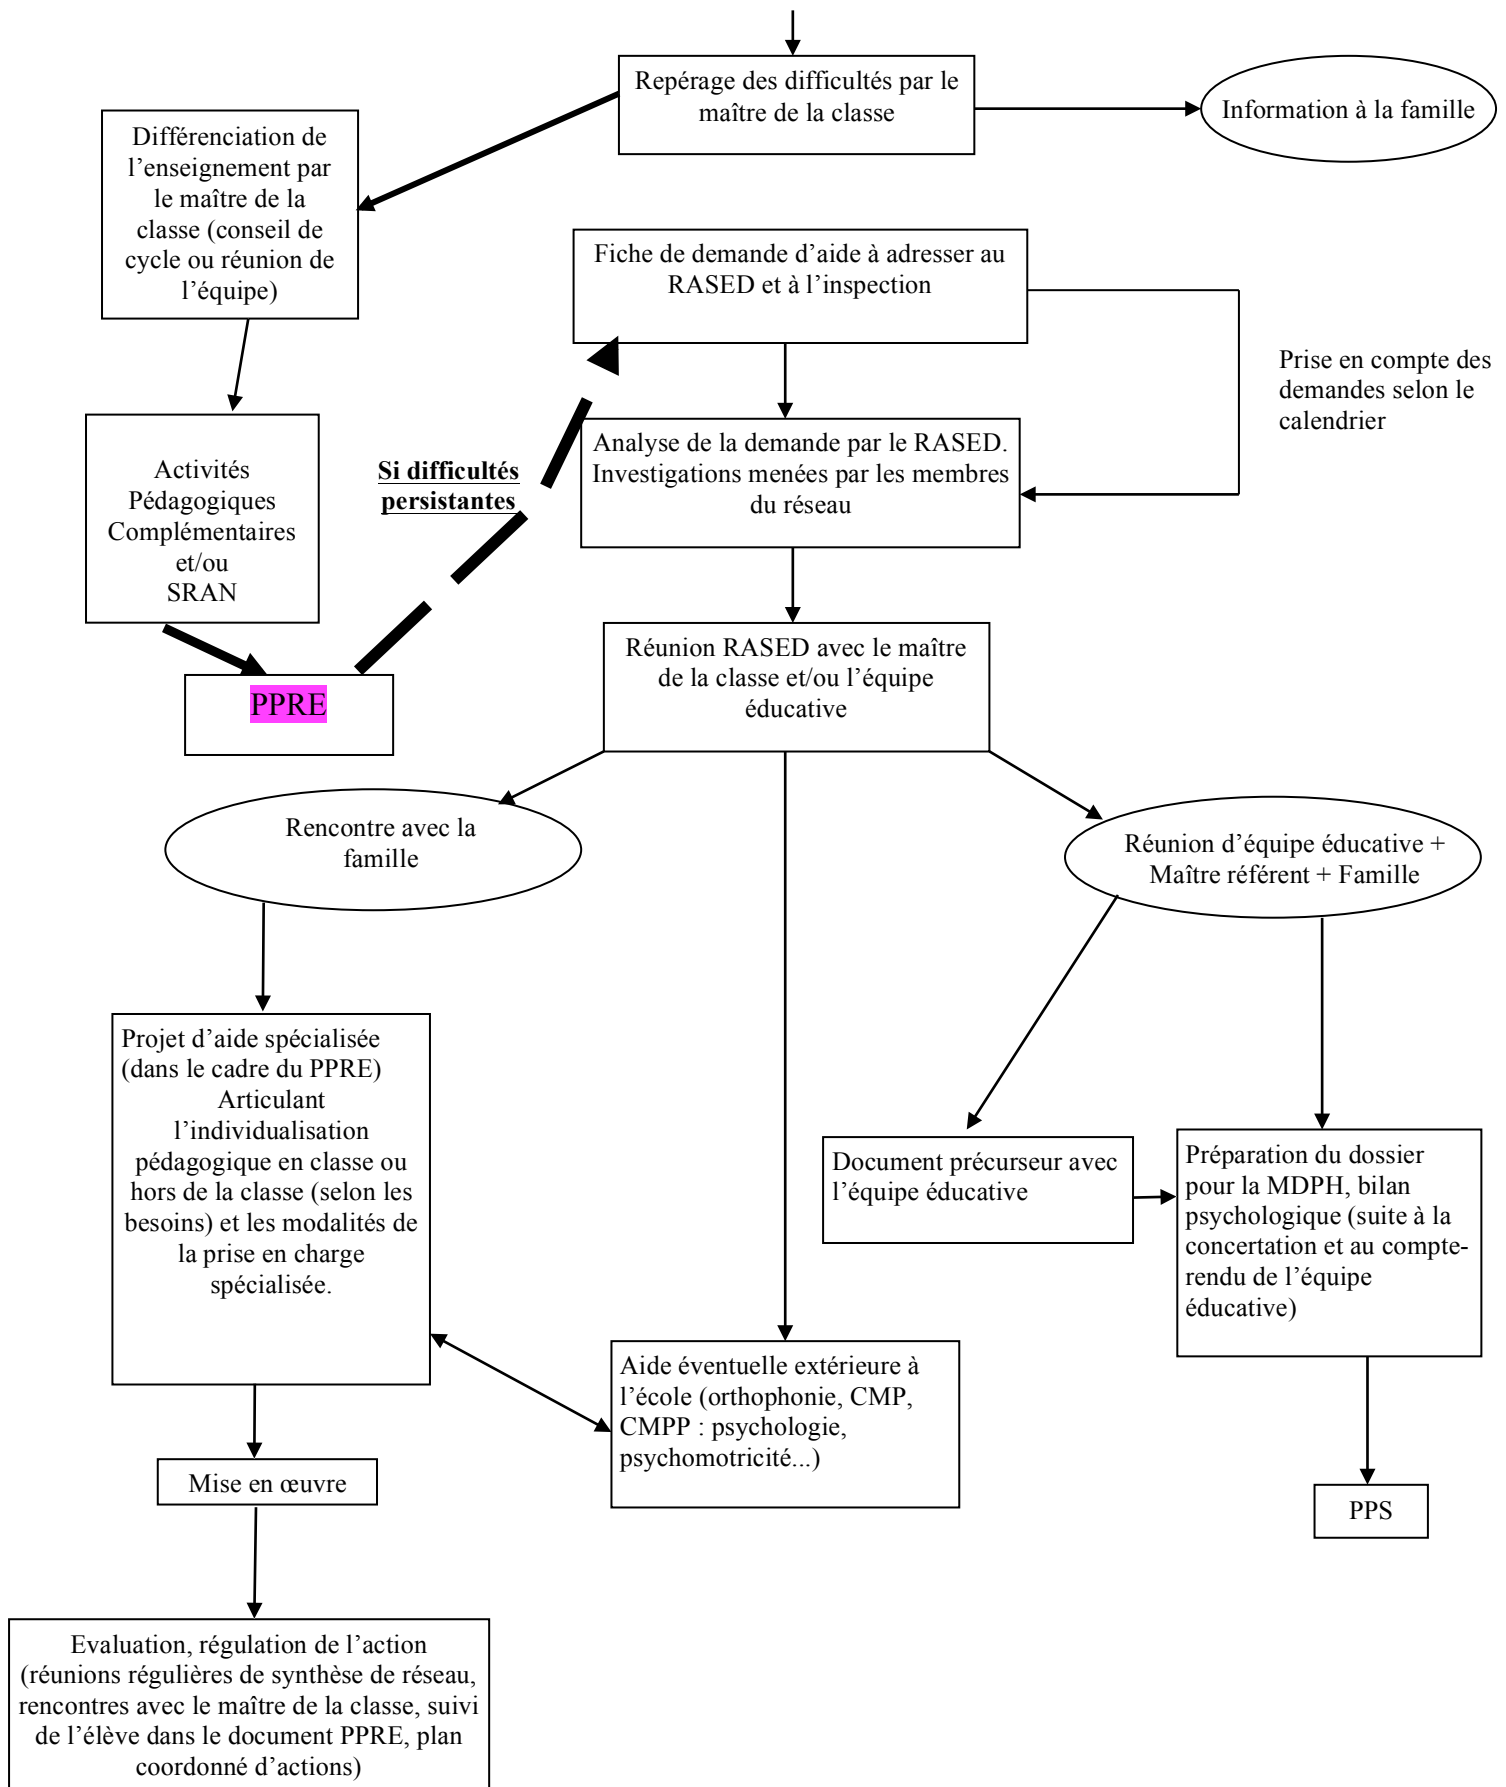 Repérage des difficultés par le
maître de la classe
Information à la famille
Différenciation de
l’enseignement par
le maître de la
classe (conseil de
cycle ou réunion de
l’équipe)
Fiche de demande d’aide à adresser au
RASED et à l’inspection
Prise en compte des
demandes selon le
calendrier
Activités
Pédagogiques
Complémentaires
et/ou
SRAN
Si difficultés
persistantes
Analyse de la demande par le RASED.
Investigations menées par les membres
du réseau
PPRE
Réunion RASED avec le maître
de la classe et/ou l’équipe
éducative
Rencontre avec la
famille
Réunion d’équipe éducative +
Maître référent + Famille
Projet d’aide spécialisée
(dans le cadre du PPRE)
Articulant
l’individualisation
pédagogique en classe ou
hors de la classe (selon les
besoins) et les modalités de
la prise en charge
spécialisée.
Document précurseur avec
l’équipe éducative
Préparation du dossier
pour la MDPH, bilan
psychologique (suite à la
concertation et au compte-
rendu de l’équipe
éducative)
Aide éventuelle extérieure à
l’école (orthophonie, CMP,
CMPP : psychologie,
psychomotricité...)
Mise en œuvre
PPS
Evaluation, régulation de l’action
(réunions régulières de synthèse de réseau,
rencontres avec le maître de la classe, suivi
de l’élève dans le document PPRE, plan
coordonné d’actions)